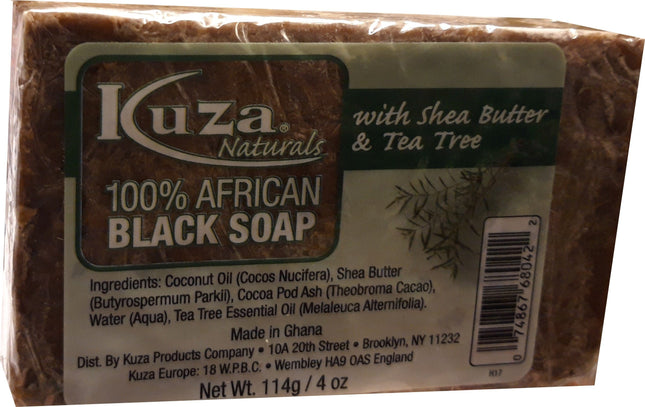 Kuza®
Naturals
with Shea Butter
& Tea Tree
100% AFRICAN
BLACK SOAP
Ingredients: Coconut Oil (Cocos Nucifera), Shea Butter
(Butyrospermum Parkii), Cocoa Pod Ash (Theobroma Cacao),
Water (Aqua), Tea Tree Essential Oil (Melaleuca Alternifolia).
Made in Ghana
Dist. By Kuza Products Company • 10A 20th Street • Brooklyn, NY 11232
Kuza Europe: 18 W.P.B.C. • Wembley HA9 OAS England
Net Wt. 114g / 4 oz
0 74867 68042 2
H17